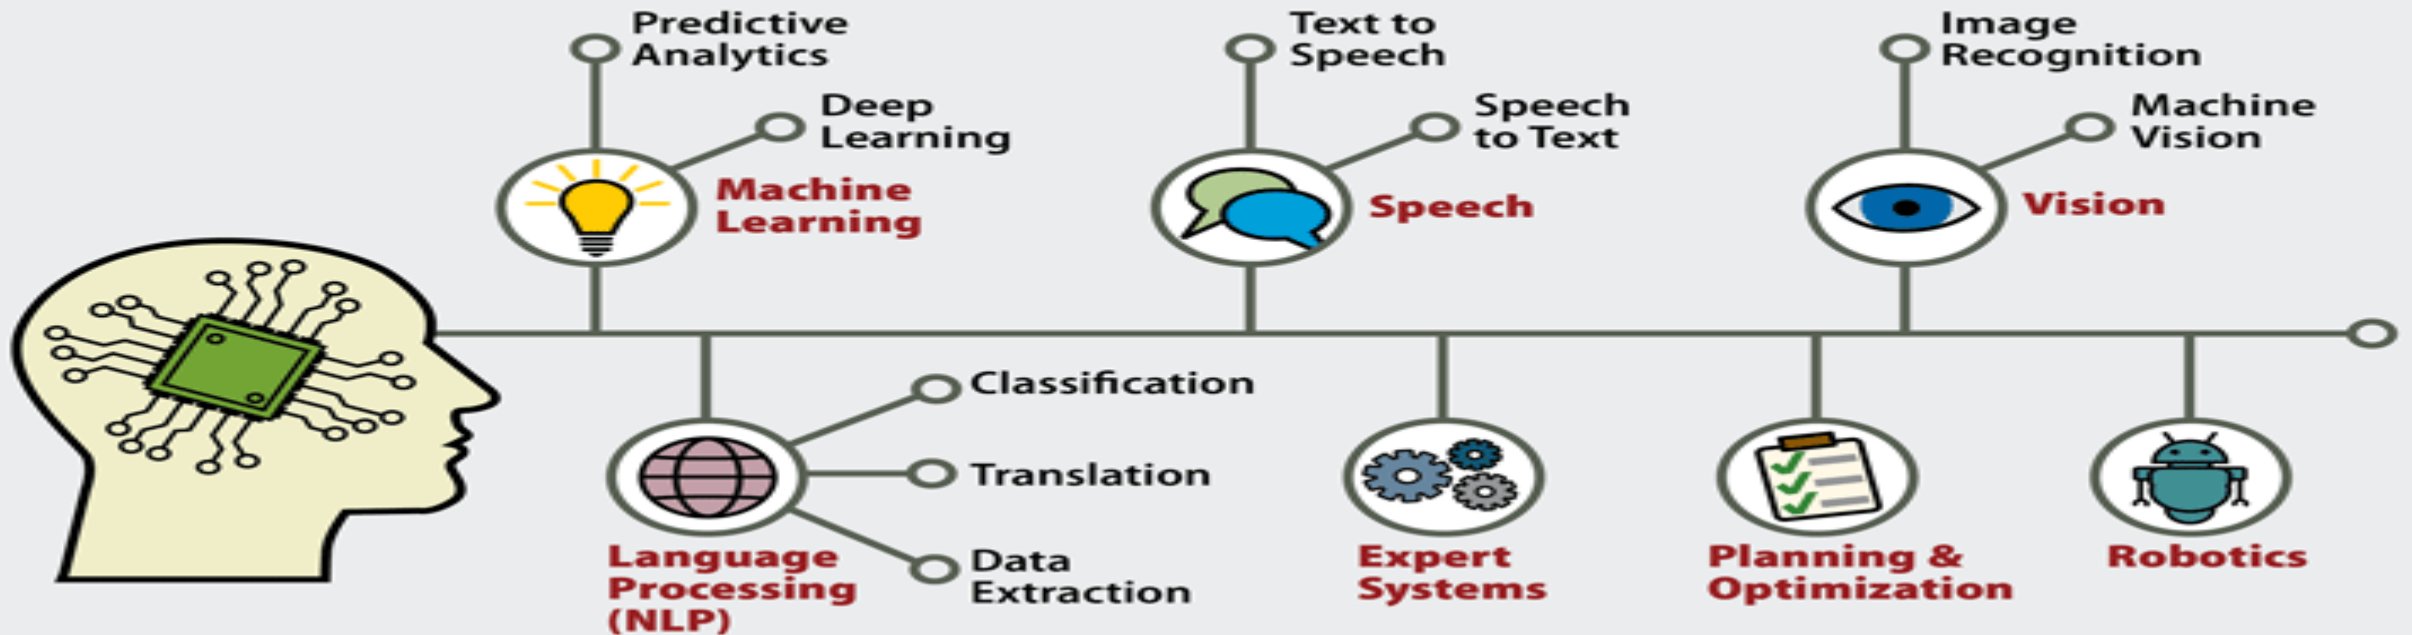 Predictive
Analytics
Deep
Learning
Machine
Learning
Text to
Speech
Speech
to Text
Speech
Image
Recognition
Machine
Vision
Vision
Classification
Translation
Data
Extraction
Language
Processing
(NLP)
Expert
Systems
Planning &
Optimization
Robotics